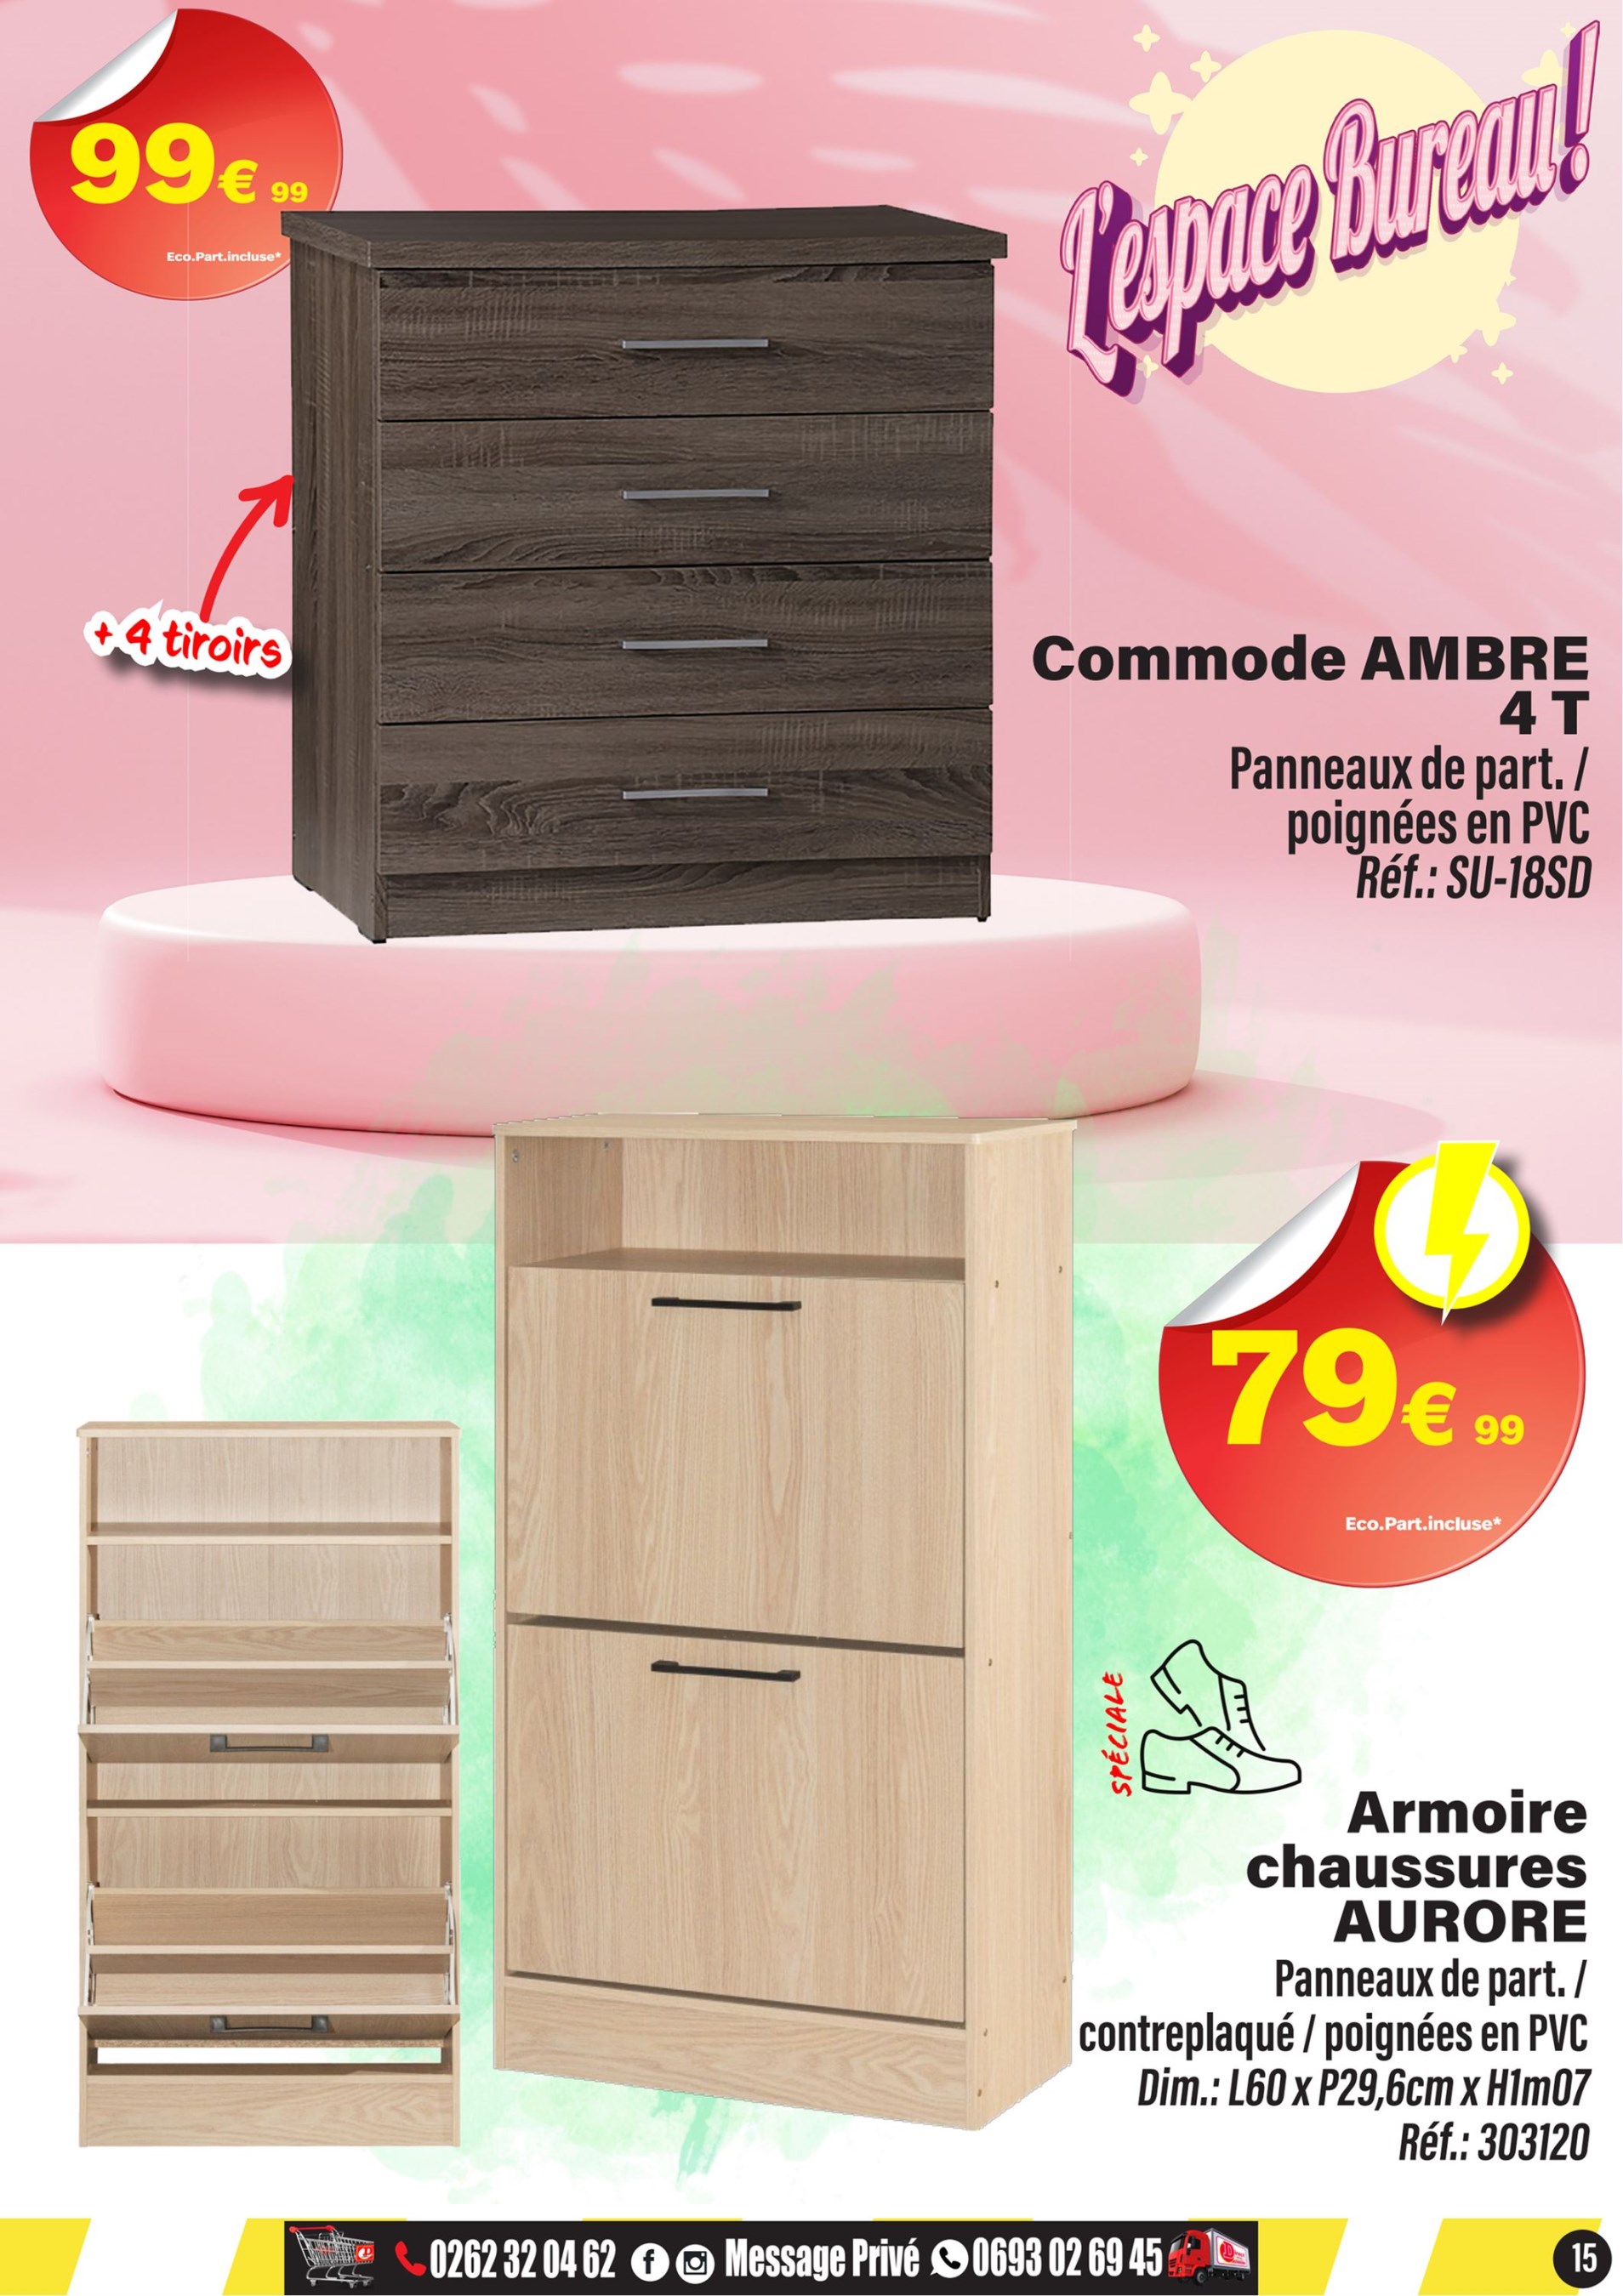 99€ 99
Eco.Part.incluse*
L'espace Bureau !
+ 4 tiroirs
Commode AMBRE
4 T
Panneaux de part. /
poignées en PVC
Réf.: SU-18SD
79€ 99
Eco.Part.incluse*
SPÉCIALE
Armoire
chaussures
AURORE
Panneaux de part. /
contreplaqué / poignées en PVC
Dim.: L60 x P29,6cm x H1m07
Réf.: 303120
0262 32 04 62 Message Privé 0693 02 69 45
15